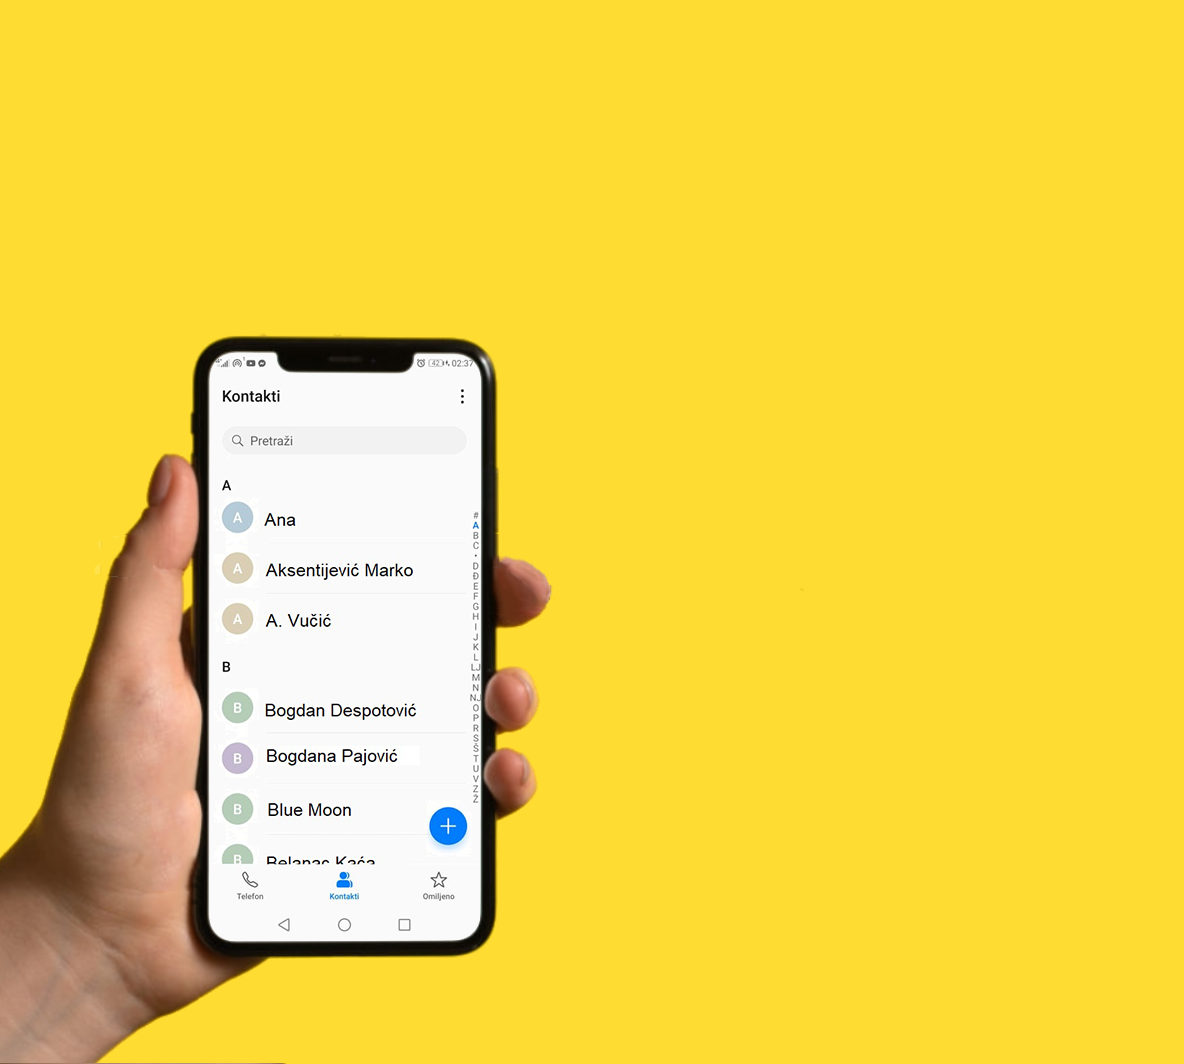 42 02:37
Kontakti
Pretraži
A
A Ana
A Aksentijević Marko
A A. Vučić
B
B Bogdan Despotović
B Bogdana Pajović
B Blue Moon
B Belanac Kaća
Telefon Kontakti Omiljeno
#
A
B
C
•
D
Đ
E
F
G
H
I
J
K
L
LJ
M
N
NJ
O
P
R
S
Š
T
U
V
Z
Ž